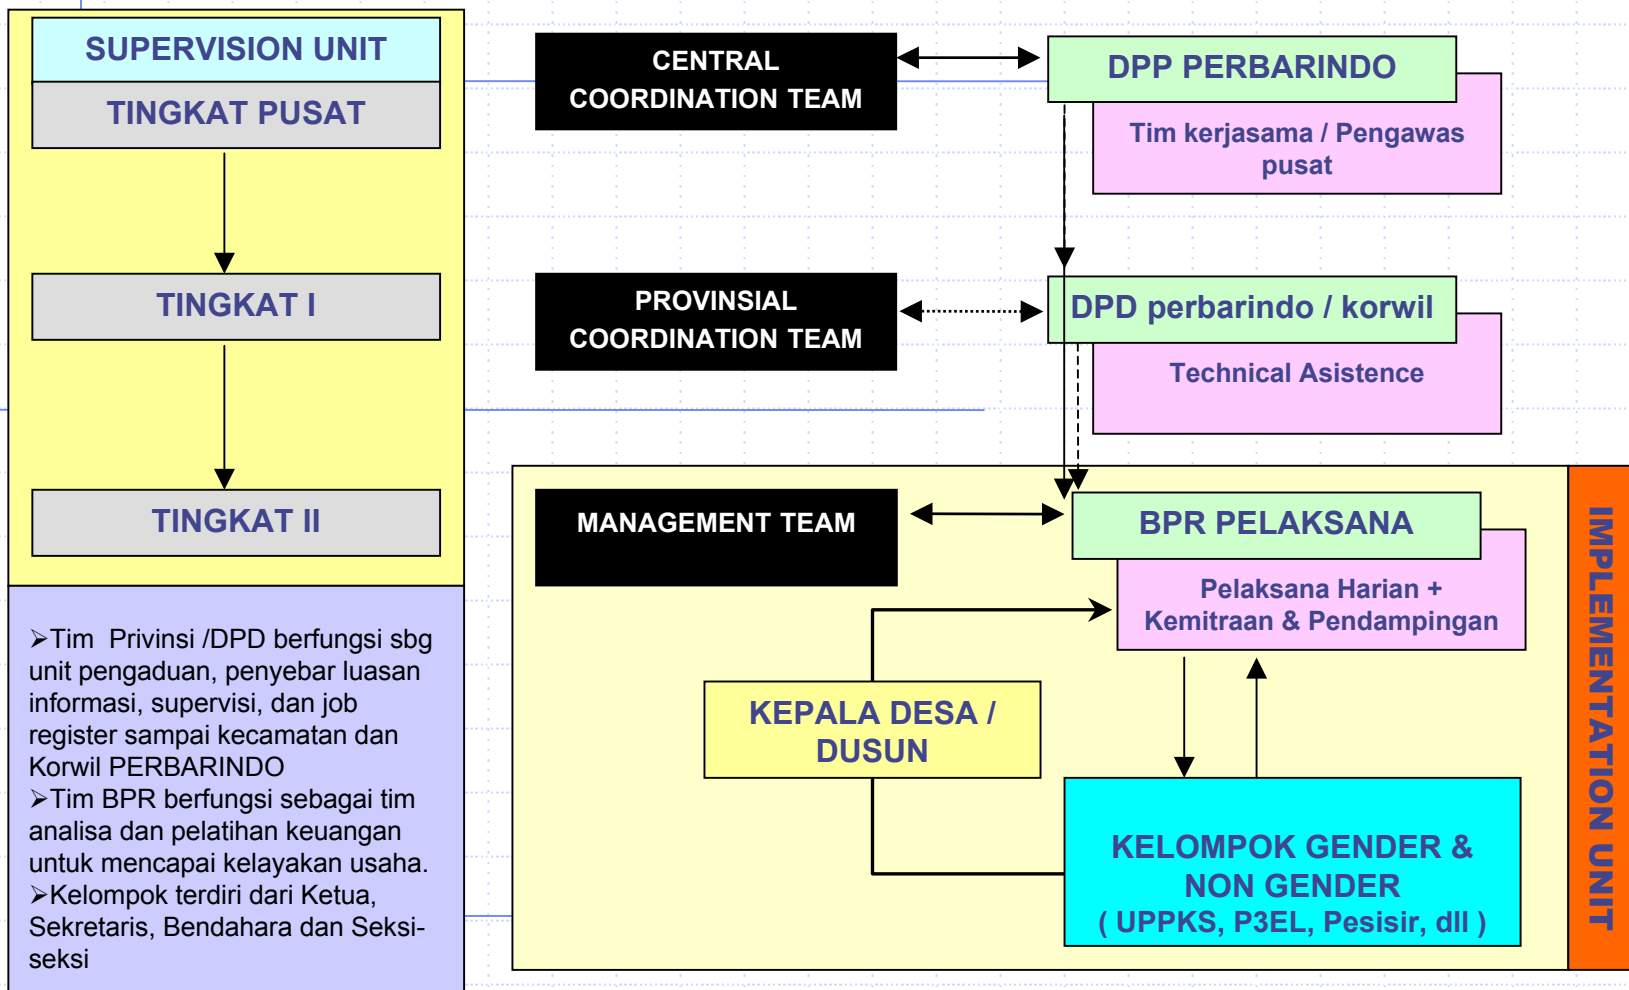 SUPERVISION UNIT
TINGKAT PUSAT
TINGKAT I
TINGKAT II
➢Tim Privinsi /DPD berfungsi sbg
unit pengaduan, penyebar luasan
informasi, supervisi, dan job
register sampai kecamatan dan
Korwil PERBARINDO
➢Tim BPR berfungsi sebagai tim
analisa dan pelatihan keuangan
untuk mencapai kelayakan usaha.
➢Kelompok terdiri dari Ketua,
Sekretaris, Bendahara dan Seksi-
seksi
CENTRAL
COORDINATION TEAM
DPP PERBARINDO
Tim kerjasama / Pengawas
pusat
PROVINSIAL
COORDINATION TEAM
DPD perbarindo / korwil
Technical Asistence
MANAGEMENT TEAM
BPR PELAKSANA
Pelaksana Harian +
Kemitraan & Pendampingan
KEPALA DESA /
DUSUN
KELOMPOK GENDER &
NON GENDER
( UPPKS, P3EL, Pesisir, dll )
IMPLEMENTATION UNIT